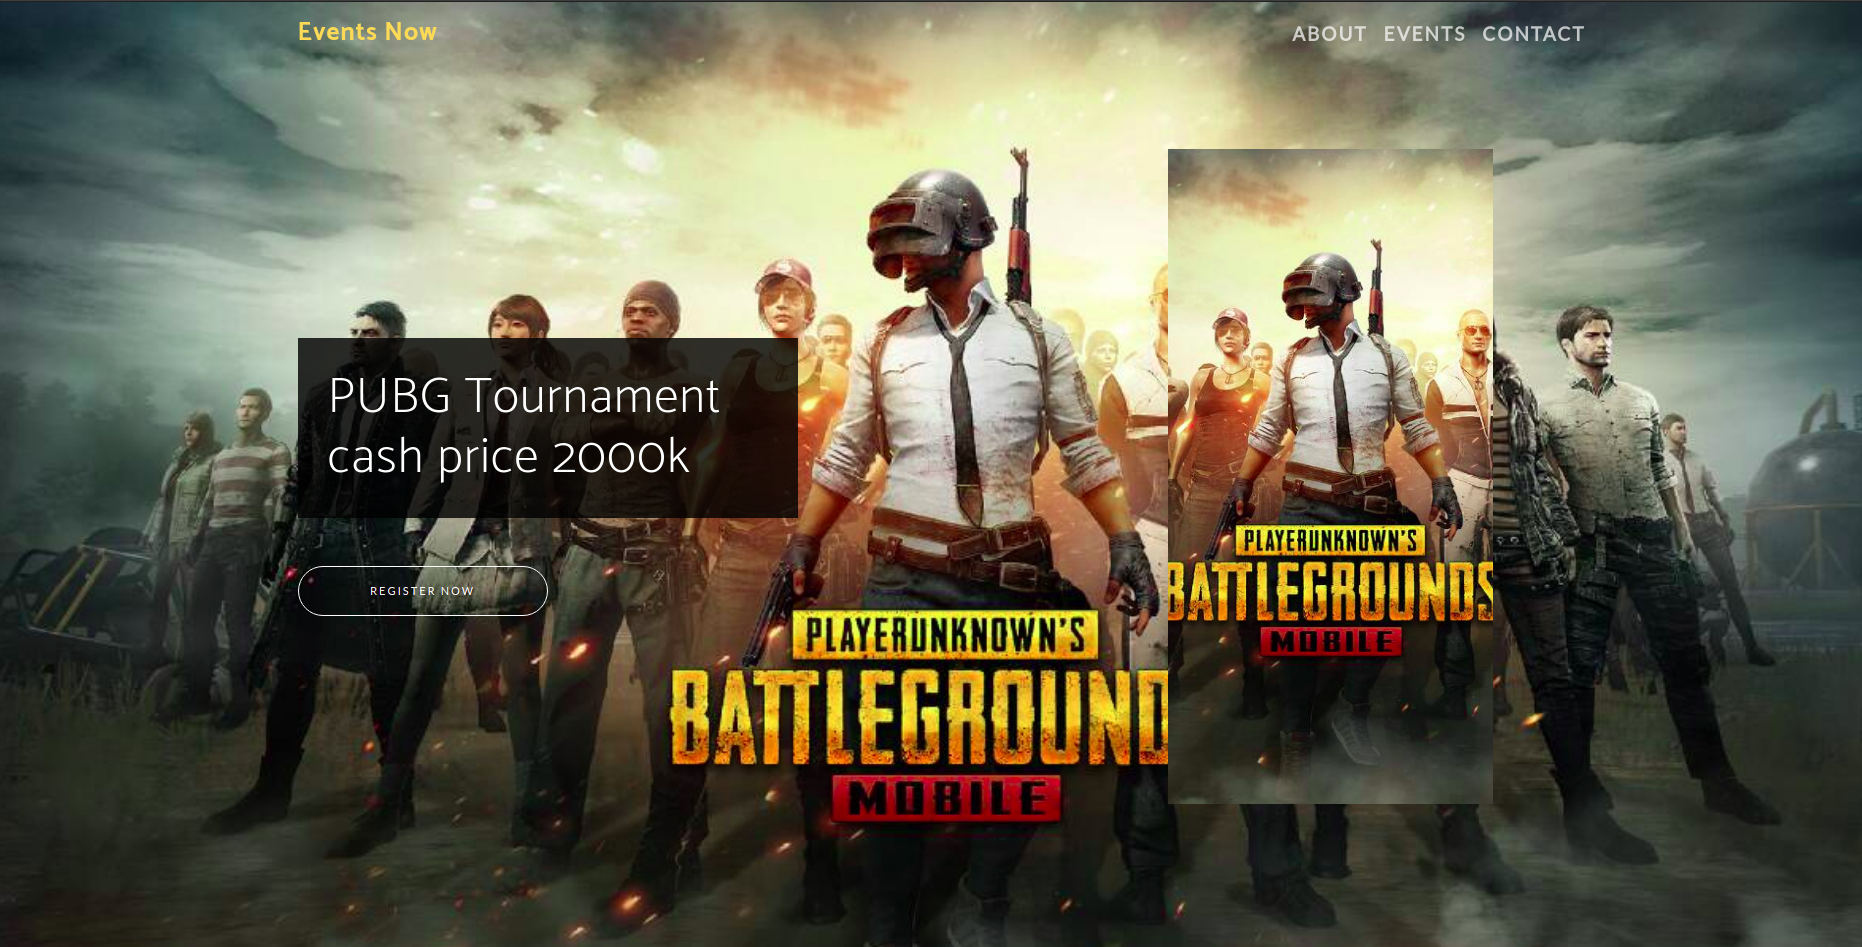 Events Now
ABOUT EVENTS CONTACT
PUBG Tournament
cash price 2000k
REGISTER NOW
PLAYERUNKNOWN'S
BATTLEGROUND
MOBILE
PLAYERUNKNOWN'S
BATTLEGROUNDS
MOBILE